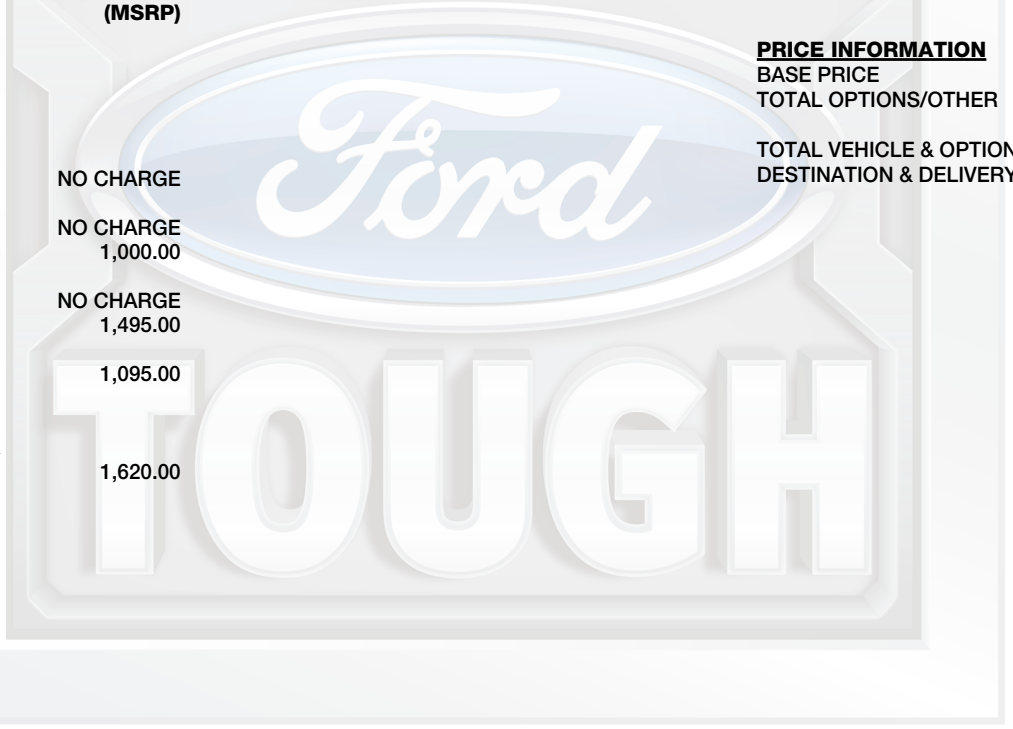 (MSRP)
NO CHARGE
NO CHARGE
1,000.00
NO CHARGE
1,495.00
1,095.00
1,620.00
PRICE INFORMATION
BASE PRICE
TOTAL OPTIONS/OTHER
TOTAL VEHICLE & OPTION
DESTINATION & DELIVERY
Ford
TOUGH